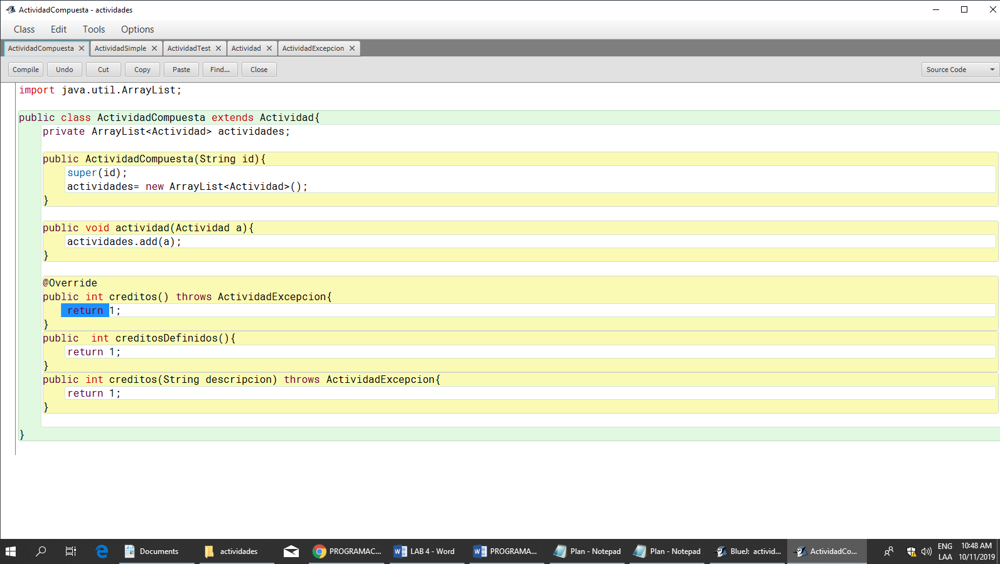 ActividadCompuesta - actividades
Class Edit Tools Options
ActividadCompuesta ActividadSimple ActividadTest Actividad ActividadExcepcion
Compile Undo Cut Copy Paste Find... Close Source Code
import java.util.ArrayList;
public class ActividadCompuesta extends Actividad{
private ArrayList<Actividad> actividades;
public ActividadCompuesta(String id){
super(id);
actividades= new ArrayList<Actividad>();
}
public void actividad(Actividad a){
actividades.add(a);
}
@Override
public int creditos() throws ActividadExcepcion{
return 1;
}
public  int creditosDefinidos(){
return 1;
}
public int creditos(String descripcion) throws ActividadExcepcion{
return 1;
}
}
Documents actividades PROGRAMAC... LAB 4 - Word PROGRAMA... Plan - Notepad Plan - Notepad BlueJ: activid... ActividadCo... ENG 10:48 AM
LAA 10/11/2019